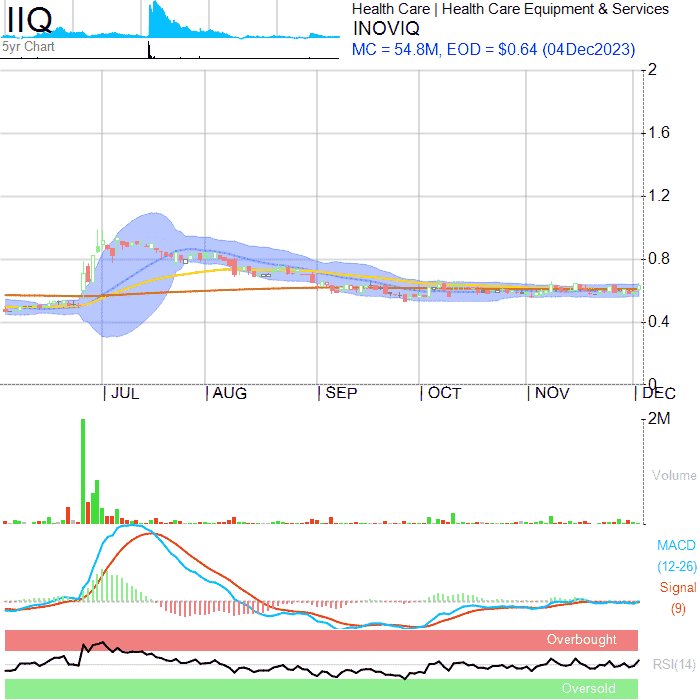 IIQ
5yr Chart
Health Care | Health Care Equipment & Services
INOVIQ
MC = 54.8M, EOD = $0.64 (04Dec2023)
2
1.6
1.2
0.8
0.4
0
JUL AUG SEP OCT NOV DEC
2M
Volume
MACD
(12-26)
Signal
(9)
Overbought
RSI(14)
Oversold